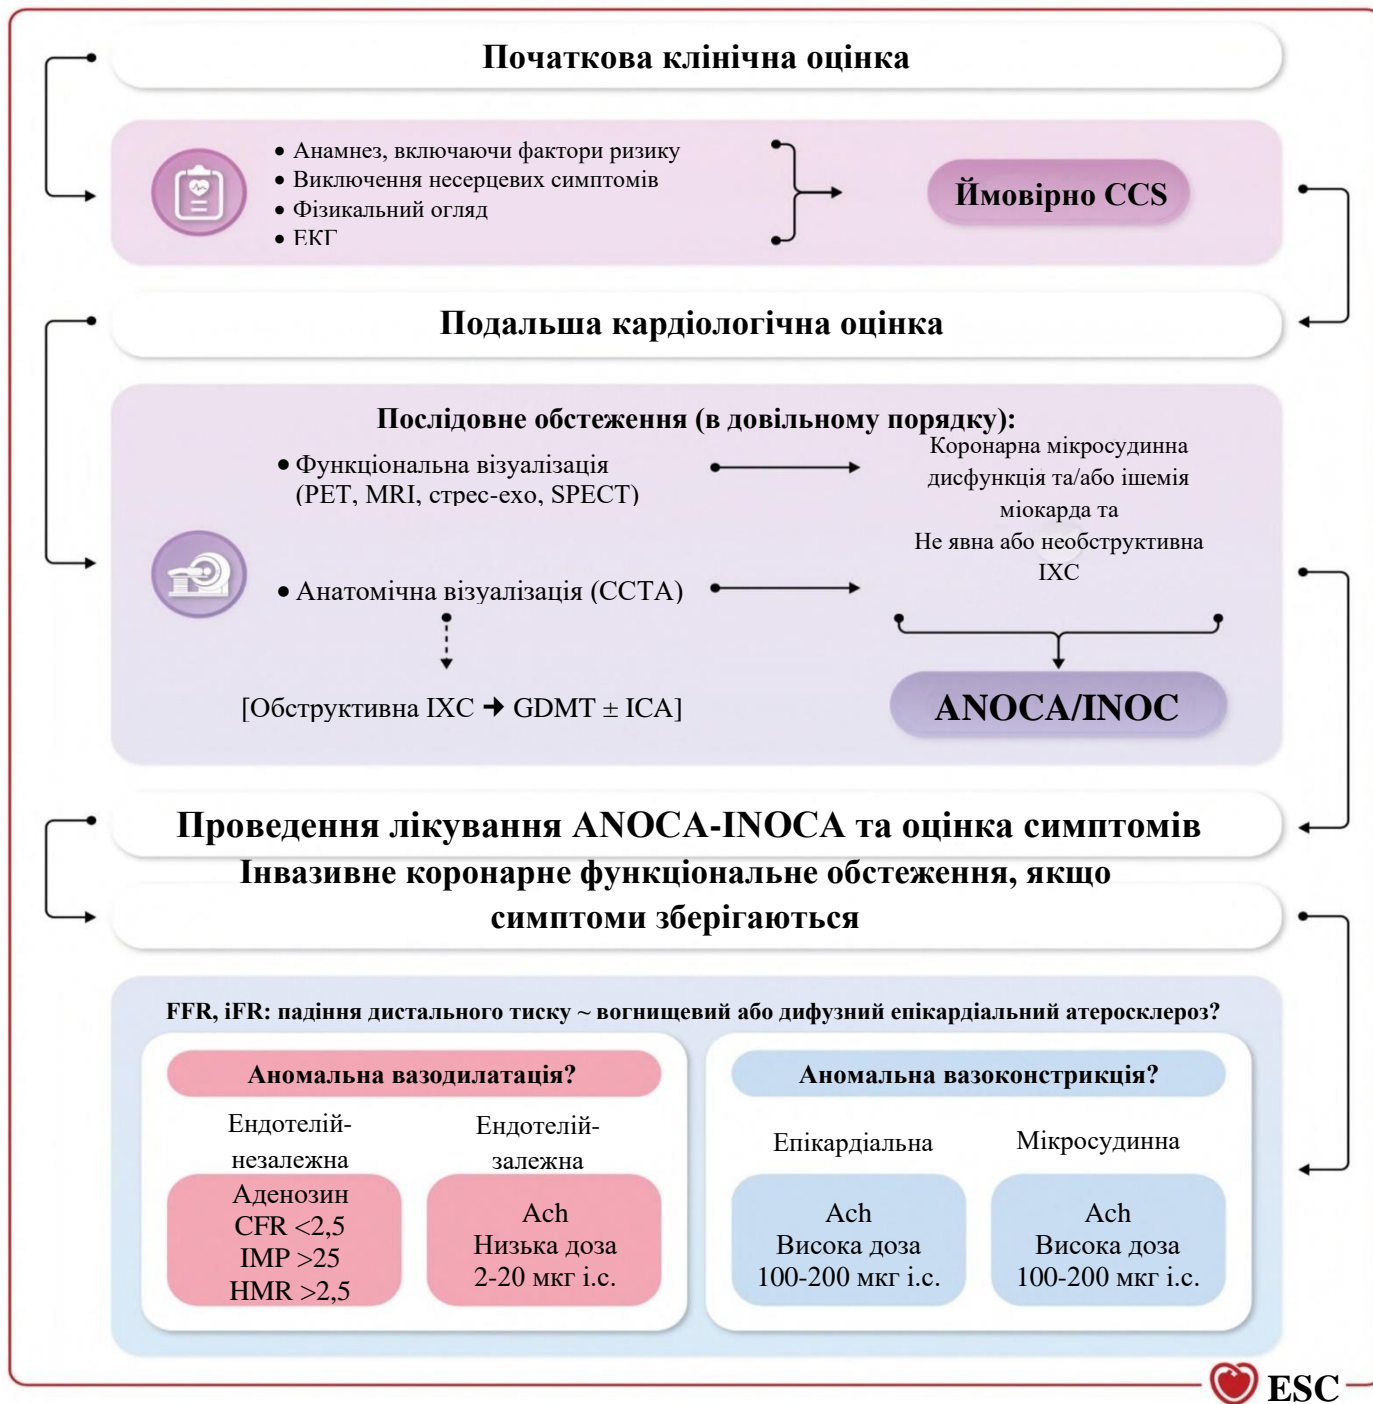 Початкова клінічна оцінка
• Анамнез, включаючи фактори ризику
• Виключення несерцевих симптомів
• Фізикальний огляд
• ЕКГ
Ймовірно CCS
Подальша кардіологічна оцінка
Послідовне обстеження (в довільному порядку):
• Функціональна візуалізація
(PET, MRI, стрес-ехо, SPECT)
Коронарна мікросудинна
дисфункція та/або ішемія
міокарда та
Не явна або необструктивна
ІХС
• Анатомічна візуалізація (CCTA)
[Обструктивна ІХС → GDMT ± ICA]
ANOCA/INOC
Проведення лікування ANOCA-INOCA та оцінка симптомів
Інвазивне коронарне функціональне обстеження, якщо
симптоми зберігаються
FFR, iFR: падіння дистального тиску ~ вогнищевий або дифузний епікардіальний атеросклероз?
Аномальна вазодилатація?
Ендотелій-
незалежна
Аденозин
CFR <2,5
IMP >25
HMR >2,5
Ендотелій-
залежна
Ach
Низька доза
2-20 мкг і.с.
Аномальна вазоконстрикція?
Епікардіальна
Ach
Висока доза
100-200 мкг і.с.
Мікросудинна
Ach
Висока доза
100-200 мкг і.с.
ESC